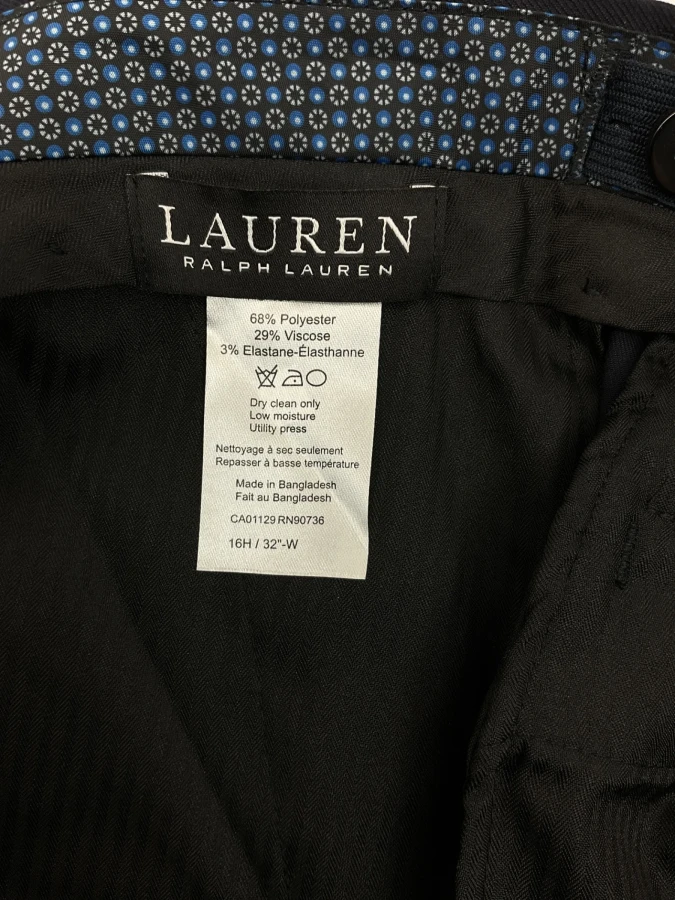 LAUREN
RALPH LAUREN
68% Polyester
29% Viscose
3% Elastane-Élasthanne
Dry clean only
Low moisture
Utility press
Nettoyage à sec seulement
Repasser à basse température
Made in Bangladesh
Fait au Bangladesh
CA01129 RN90736
16H / 32"-W